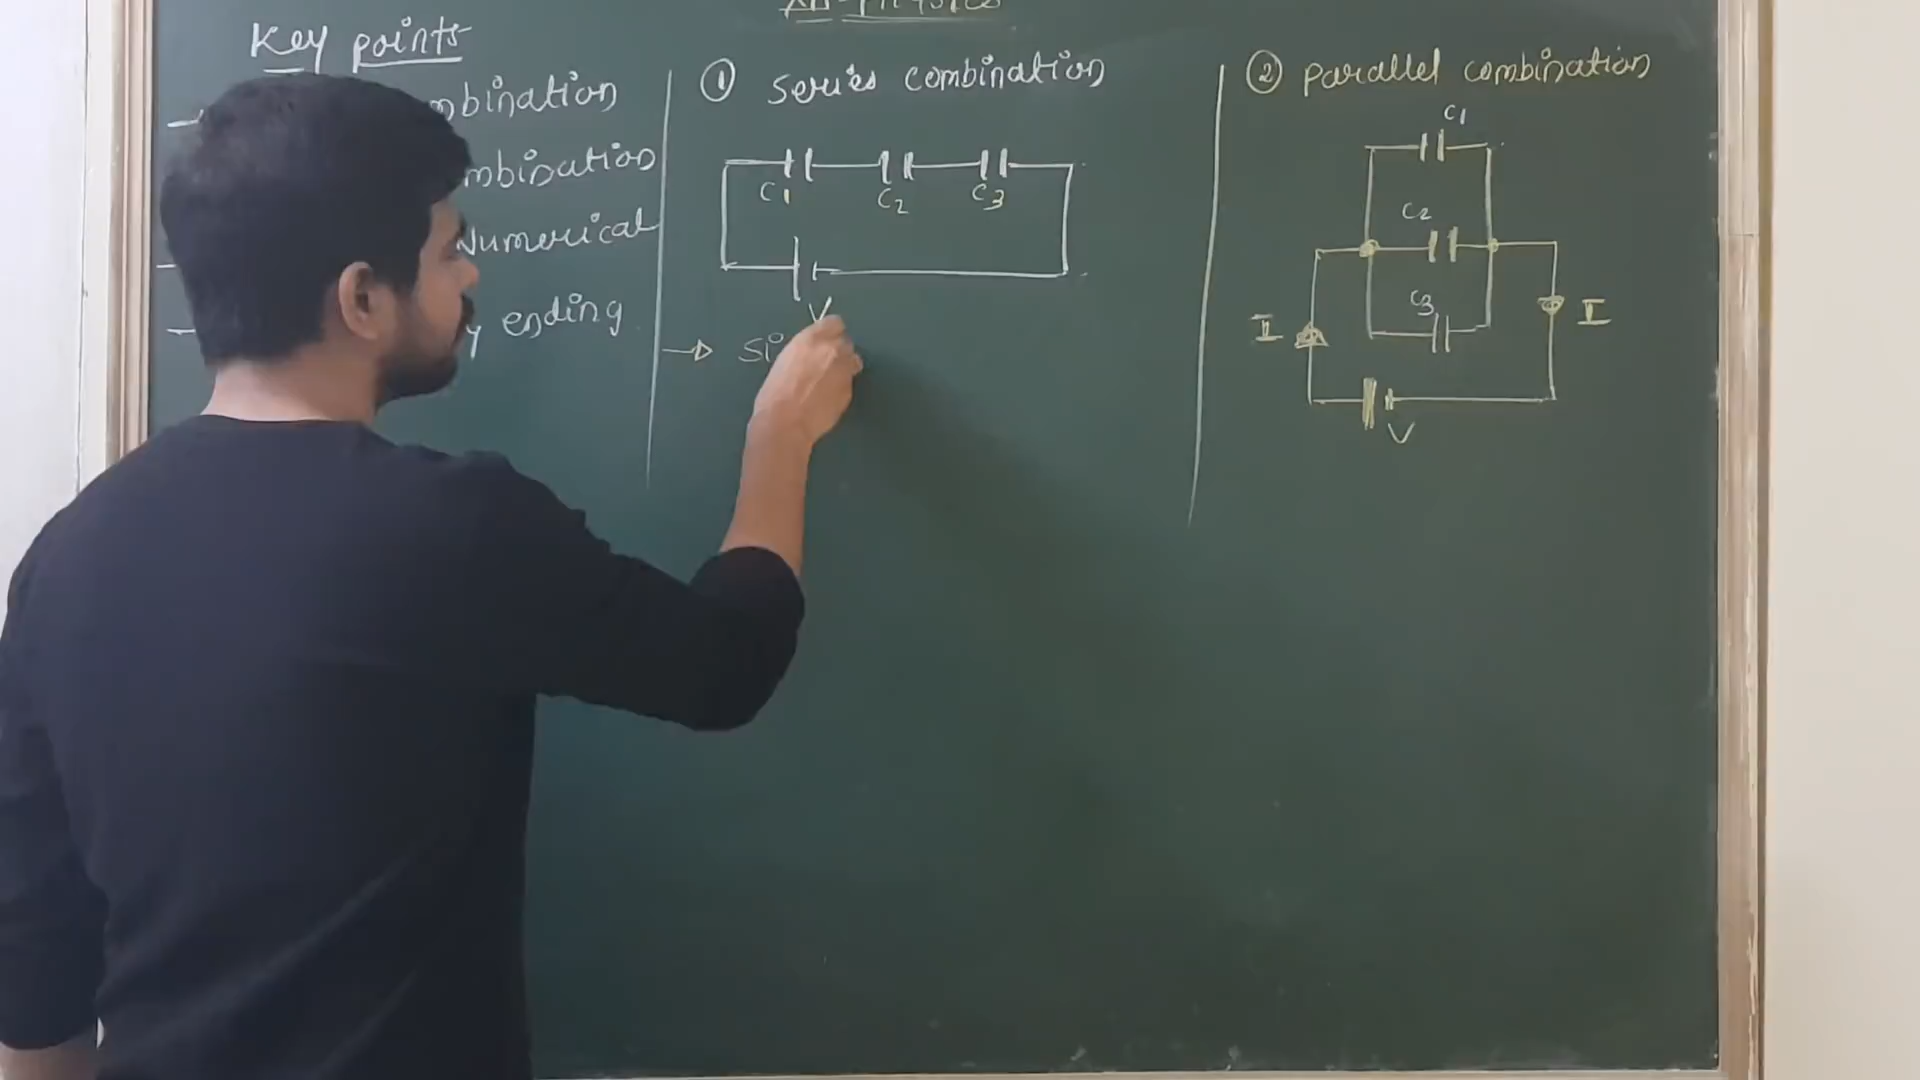 Key points
mbination
mbination
Numerical
y ending
① Series combination
C1 C2 C3
V
→ Si
② parallel combination
C1
C2
C3
I I
V